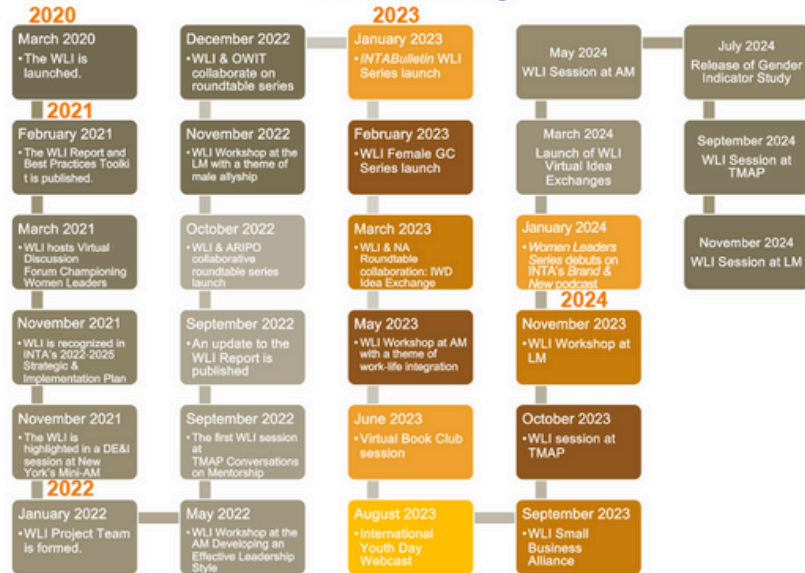 2020
March 2020
• The WLI is
launched.
2021
February 2021
• The WLI Report and
Best Practices Toolki
t is published.
March 2021
WLI hosts Virtual
Discussion
Forum Championing
Women Leaders
November 2021
• WLI is recognized in
INTA's 2022-2025
Strategic &
Implementation Plan
November 2021
• The WLI is
highlighted in a DE&I
session at New
York's Mini-AM
2022
January 2022
• WLI Project Team
is formed.
May 2022
• WLI Workshop at the
AM Developing an
Effective Leadership
Style
September 2022
• The first WLI session
at
TMAP Conversations
on Mentorship
September 2022
• An update to the
WLI Report is
published
October 2022
• WLI & ARIPO
collaborative
roundtable series
launch
November 2022
• WLI Workshop at the
LM with a theme of
male allyship
December 2022
• WLI & OWIT
collaborate on
roundtable series
2023
January 2023
• INTABulletin WLI
Series launch
February 2023
• WLI Female GC
Series launch
March 2023
• WLI & NA
Roundtable
collaboration: IWD
Idea Exchange
May 2023
• WLI Workshop at AM
with a theme of
work-life integration
June 2023
• Virtual Book Club
session
August 2023
• International
Youth Day
Webcast
September 2023
• WLI Small
Business
Alliance
October 2023
• WLI session at
TMAP
November 2023
• WLI Workshop at
LM
2024
January 2024
• Women Leaders
Series debuts on
INTA's Brand &
New podcast
March 2024
Launch of WLI
Virtual Idea
Exchanges
May 2024
WLI Session at AM
July 2024
Release of Gender
Indicator Study
September 2024
WLI Session at
TMAP
November 2024
WLI Session at LM